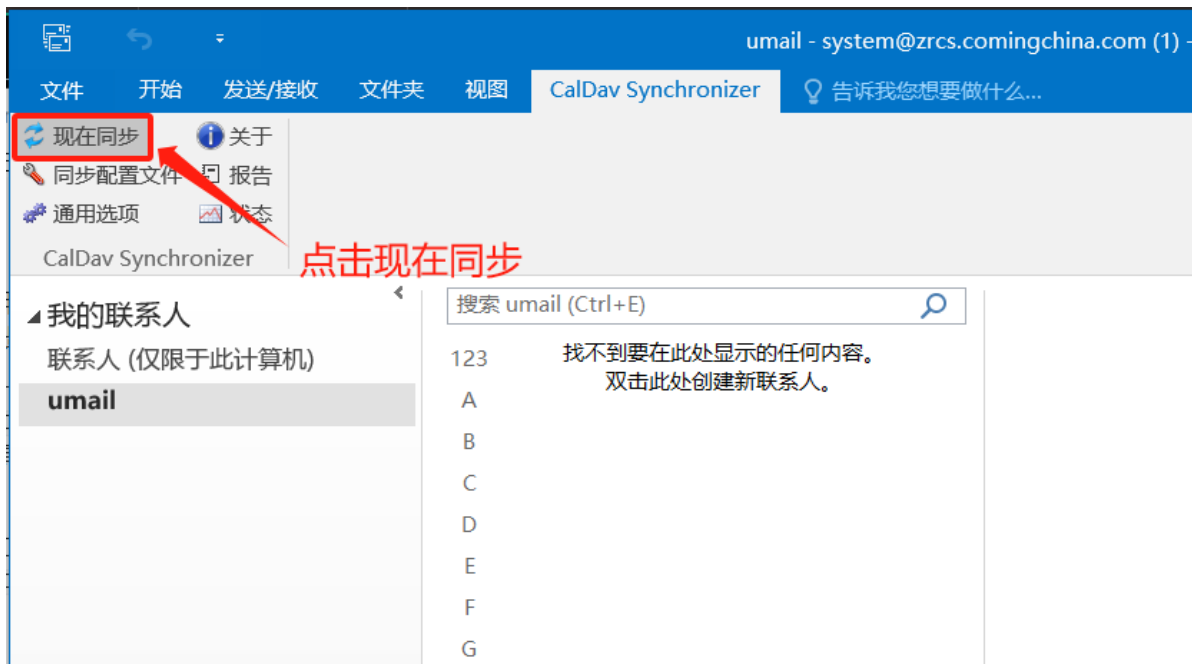 umail - system@zrcs.comingchina.com (1) -
文件 开始 发送/接收 文件夹 视图 CalDav Synchronizer 告诉我您想要做什么...
现在同步 关于
同步配置文件 报告
通用选项 状态
CalDav Synchronizer
点击现在同步
我的联系人
联系人 (仅限于此计算机)
umail
搜索 umail (Ctrl+E)
123
找不到要在此处显示的任何内容。
双击此处创建新联系人。
A
B
C
D
E
F
G